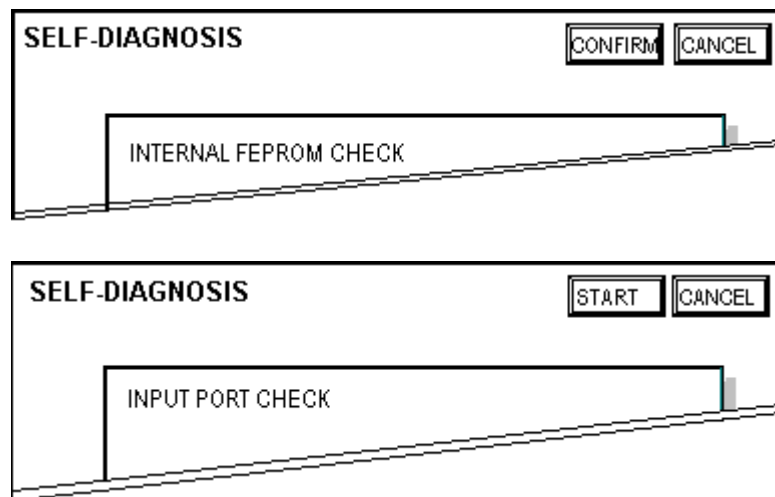 SELF-DIAGNOSIS CONFIRM CANCEL
INTERNAL FEPROM CHECK
SELF-DIAGNOSIS START CANCEL
INPUT PORT CHECK